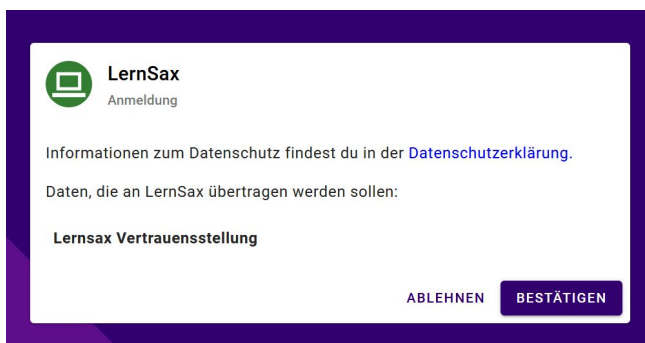 LernSax
Anmeldung
Informationen zum Datenschutz findest du in der Datenschutzerklärung.
Daten, die an LernSax übertragen werden sollen:
Lernsax Vertrauensstellung
ABLEHNEN BESTÄTIGEN